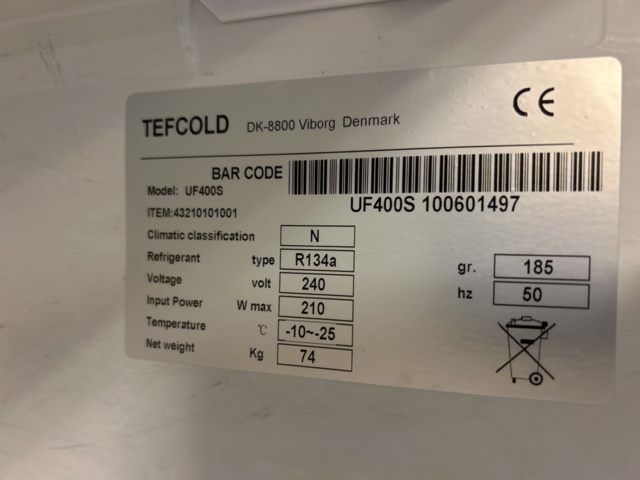 TEFCOLD DK-8800 Viborg Denmark CE
BAR CODE
Model: UF400S
UF400S 100601497
ITEM:43210101001
Climatic classification N
Refrigerant type R134a gr. 185
Voltage volt 240 hz 50
Input Power W max 210
Temperature °C -10~-25
Net weight Kg 74